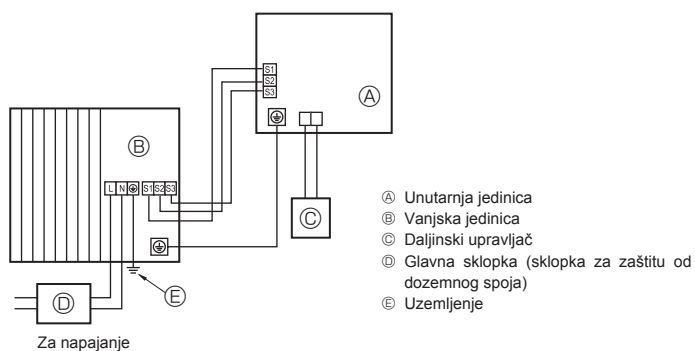 S1
S2
S3
Ⓐ
Ⓑ
L N S1 S2 S3
Ⓒ
Ⓓ
Ⓔ
Za napajanje
Ⓐ Unutarnja jedinica
Ⓑ Vanjska jedinica
Ⓒ Daljinski upravljač
Ⓓ Glavna sklopka (sklopka za zaštitu od
dozemnog spoja)
Ⓔ Uzemljenje